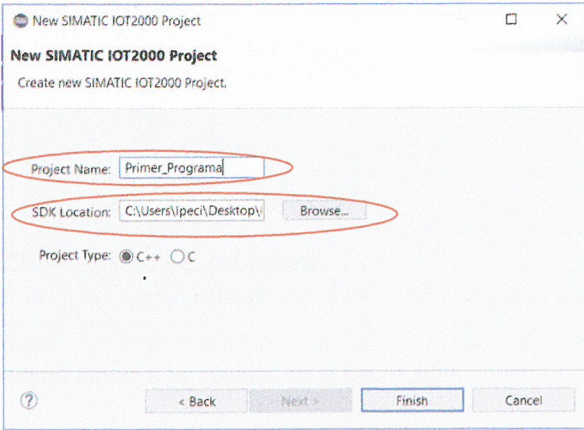 New SIMATIC IOT2000 Project
New SIMATIC IOT2000 Project
Create new SIMATIC IOT2000 Project.
Project Name: Primer_Programa
SDK Location: C:\Users\ipeci\Desktop\ Browse...
Project Type: C++ C
? < Back Next > Finish Cancel